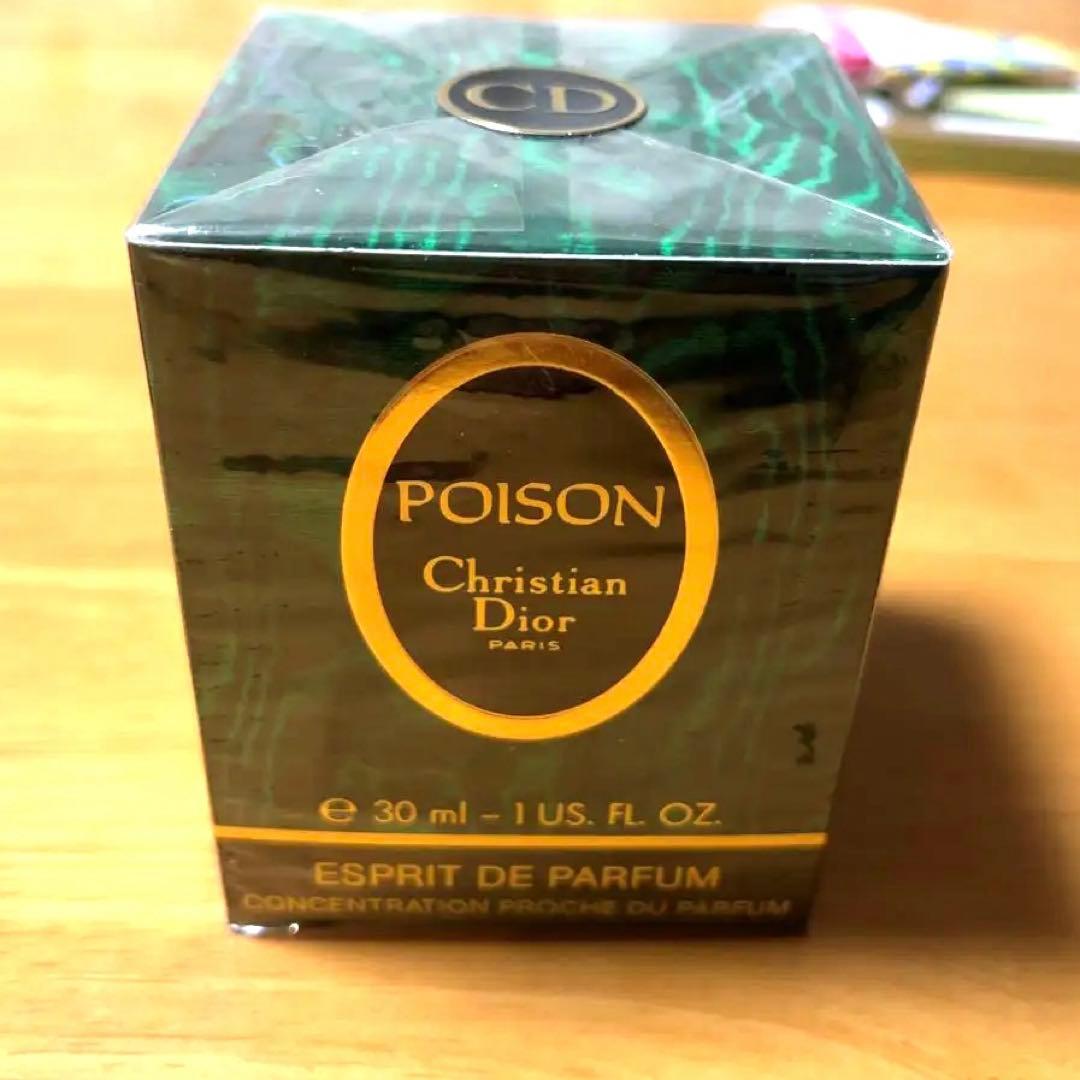 CD
POISON
Christian
Dior
PARIS
e 30 ml - 1 US. FL. OZ.
ESPRIT DE PARFUM
CONCENTRATION PROCHE DU PARFUM